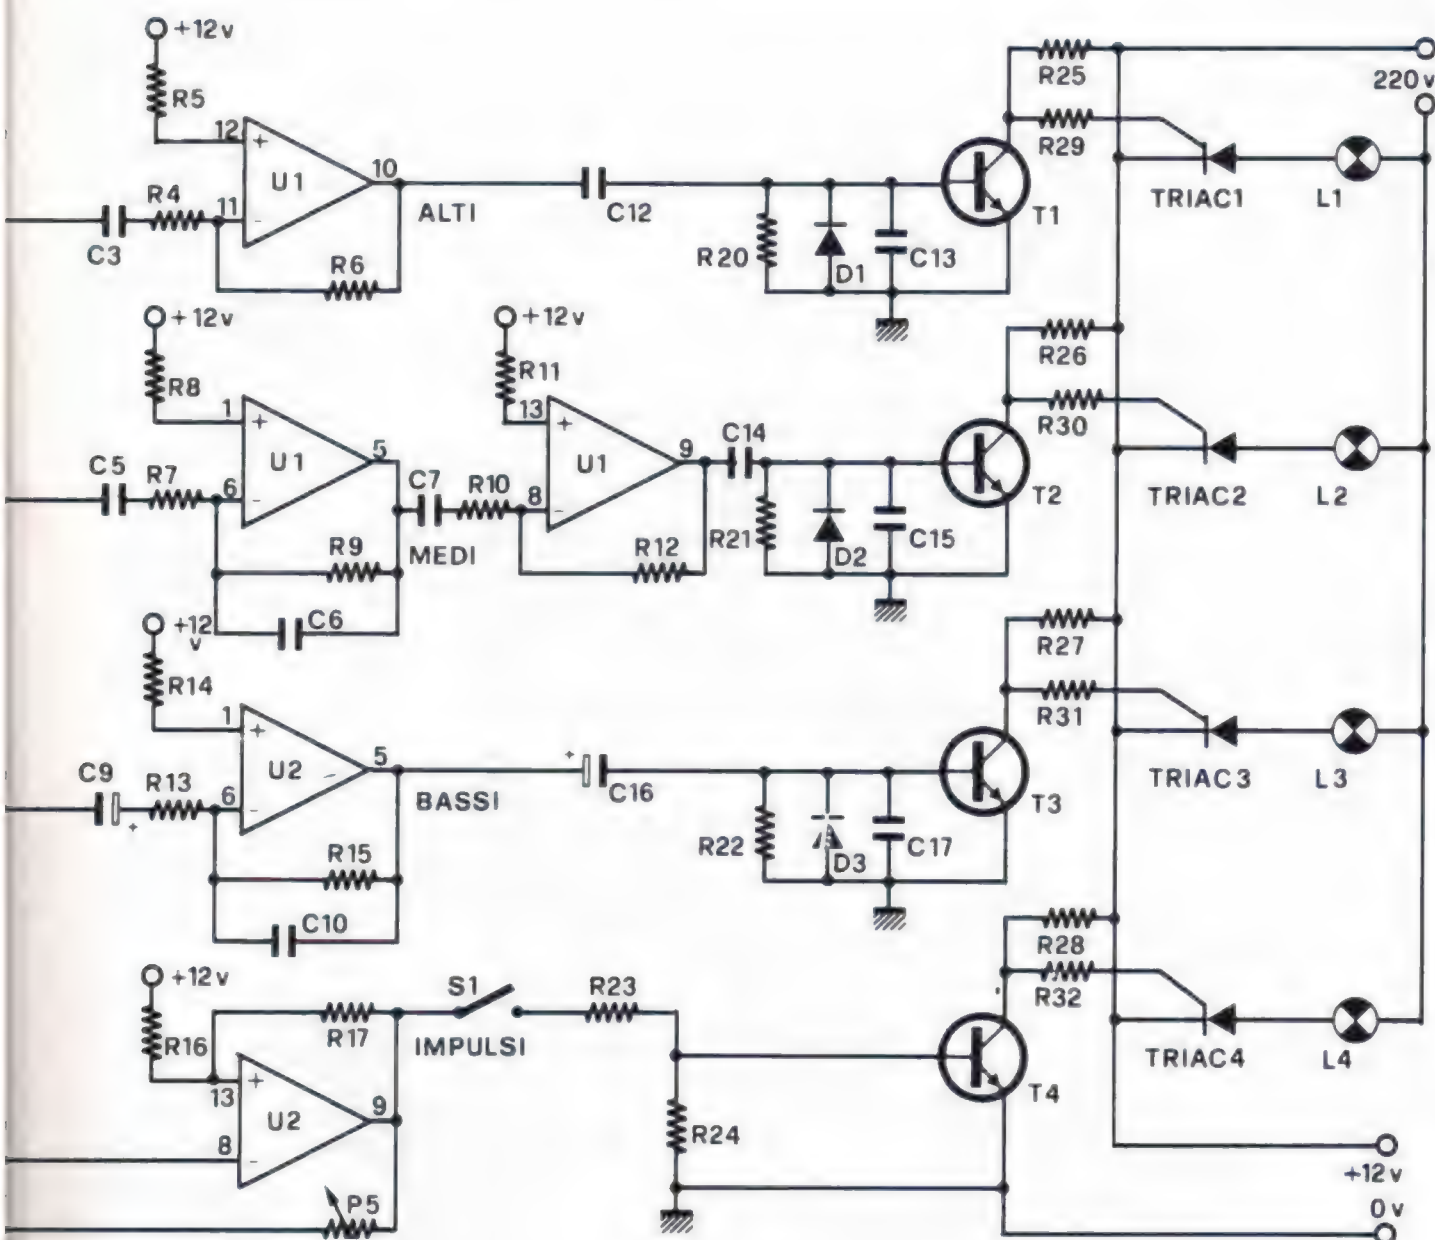 +12v
R5
12
+
U1
10
R4
11
-
C3
R6
ALTI
C12
R20
D1
C13
T1
R25
R29
220v
TRIAC1
L1
+12v
R8
1
+
U1
5
C5
R7
6
-
R9
C6
C7
MEDI
R10
+12v
R11
13
+
U1
9
8
-
R12
C14
R21
D2
C15
T2
R26
R30
TRIAC2
L2
+12
v
R14
1
+
U2
5
C9
+
R13
6
-
R15
C10
BASSI
+
C16
R22
D3
C17
T3
R27
R31
TRIAC3
L3
+12v
R16
R17
13
+
U2
9
8
-
P5
S1
IMPULSI
R23
R24
T4
R28
R32
TRIAC4
L4
+12v
0v